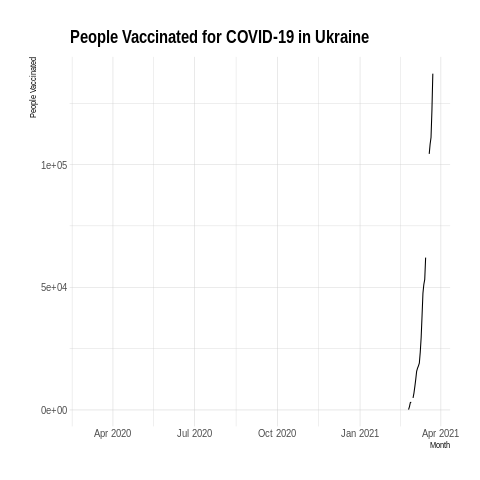 People Vaccinated for COVID-19 in Ukraine
People Vaccinated
1e+05
5e+04
0e+00
Apr 2020 Jul 2020 Oct 2020 Jan 2021 Apr 2021
Month